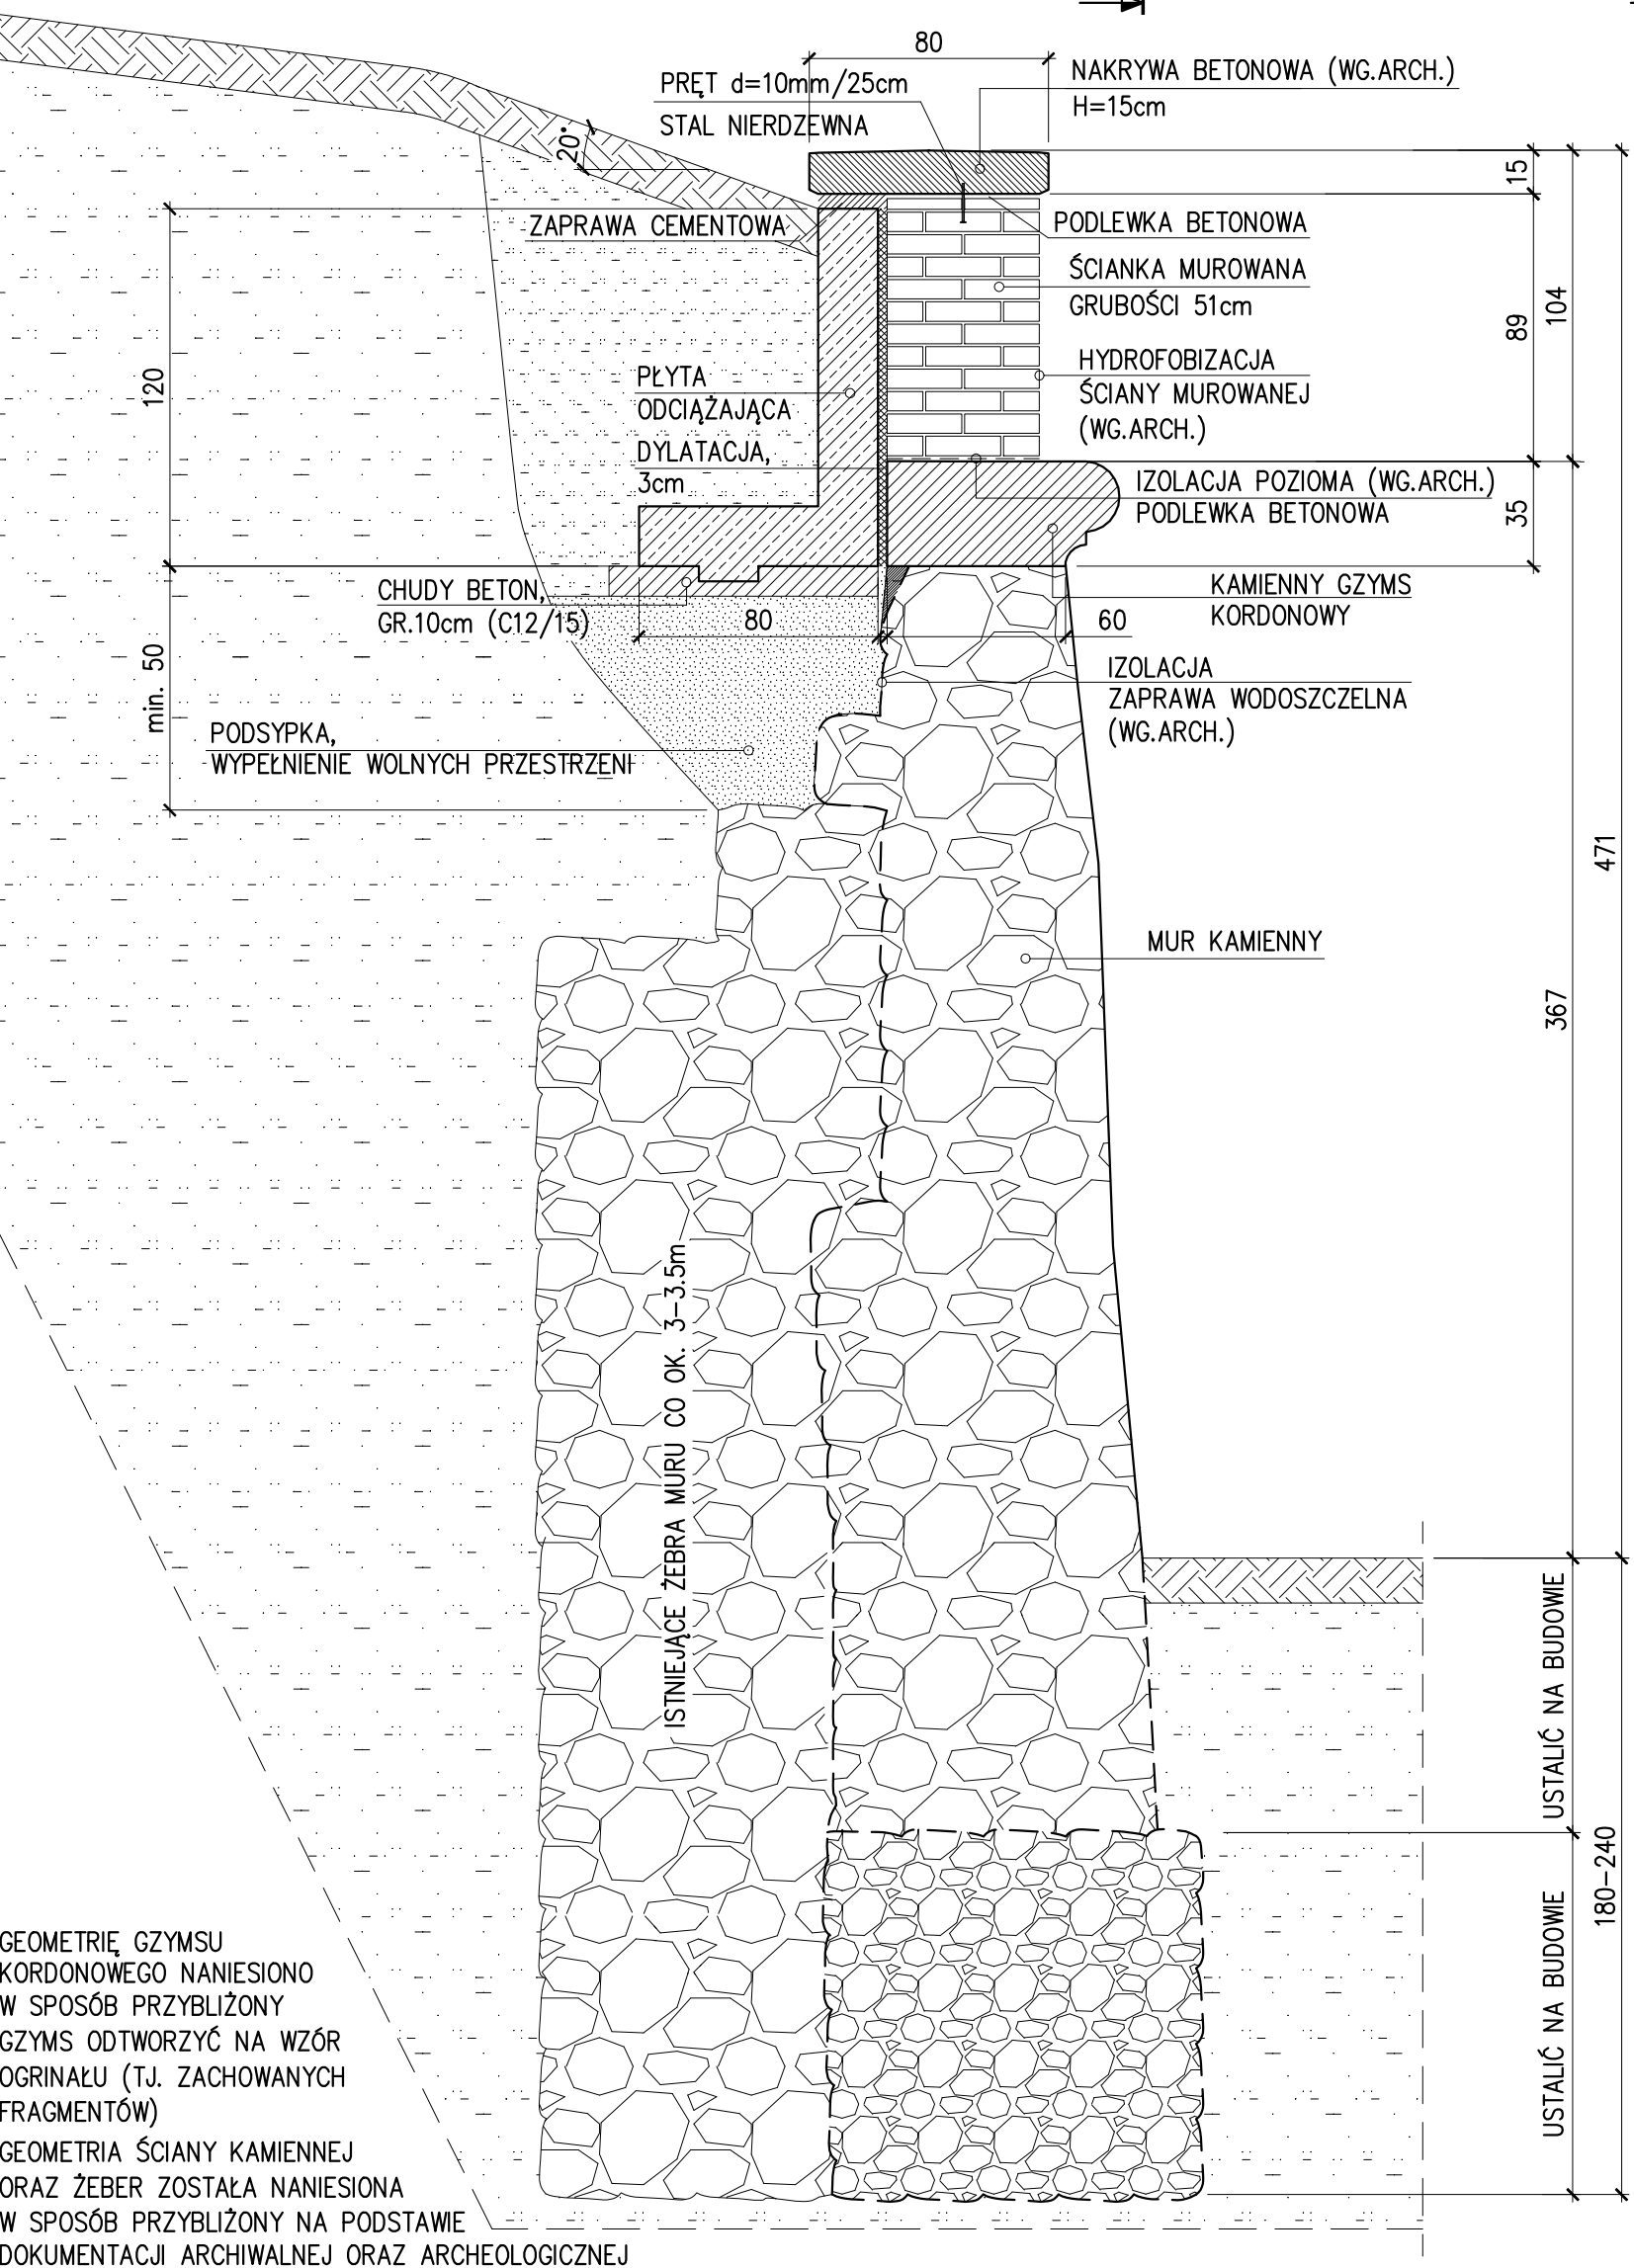 80
PRĘT d=10mm/25cm
STAL NIERDZEWNA
NAKRYWA BETONOWA (WG.ARCH.)
H=15cm
20°
15
ZAPRAWA CEMENTOWA
PODLEWKA BETONOWA
ŚCIANKA MUROWANA
GRUBOŚCI 51cm
104
89
120
PŁYTA
ODCIĄŻAJĄCA
HYDROFOBIZACJA
ŚCIANY MUROWANEJ
(WG.ARCH.)
DYLATACJA,
3cm
IZOLACJA POZIOMA (WG.ARCH.)
PODLEWKA BETONOWA
35
CHUDY BETON,
GR.10cm (C12/15)
80
60
KAMIENNY GZYMS
KORDONOWY
min. 50
IZOLACJA
ZAPRAWA WODOSZCZELNA
(WG.ARCH.)
PODSYPKA,
WYPEŁNIENIE WOLNYCH PRZESTRZENI
471
MUR KAMIENNY
367
ISTNIEJĄCE ŻEBRA MURU CO OK. 3-3.5m
USTALIĆ NA BUDOWIE
180-240
USTALIĆ NA BUDOWIE
GEOMETRIĘ GZYMSU
KORDONOWEGO NANIESIONO
W SPOSÓB PRZYBLIŻONY
GZYMS ODTWORZYĆ NA WZÓR
OGRINAŁU (TJ. ZACHOWANYCH
FRAGMENTÓW)
GEOMETRIA ŚCIANY KAMIENNEJ
ORAZ ŻEBER ZOSTAŁA NANIESIONA
W SPOSÓB PRZYBLIŻONY NA PODSTAWIE
DOKUMENTACJI ARCHIWALNEJ ORAZ ARCHEOLOGICZNEJ